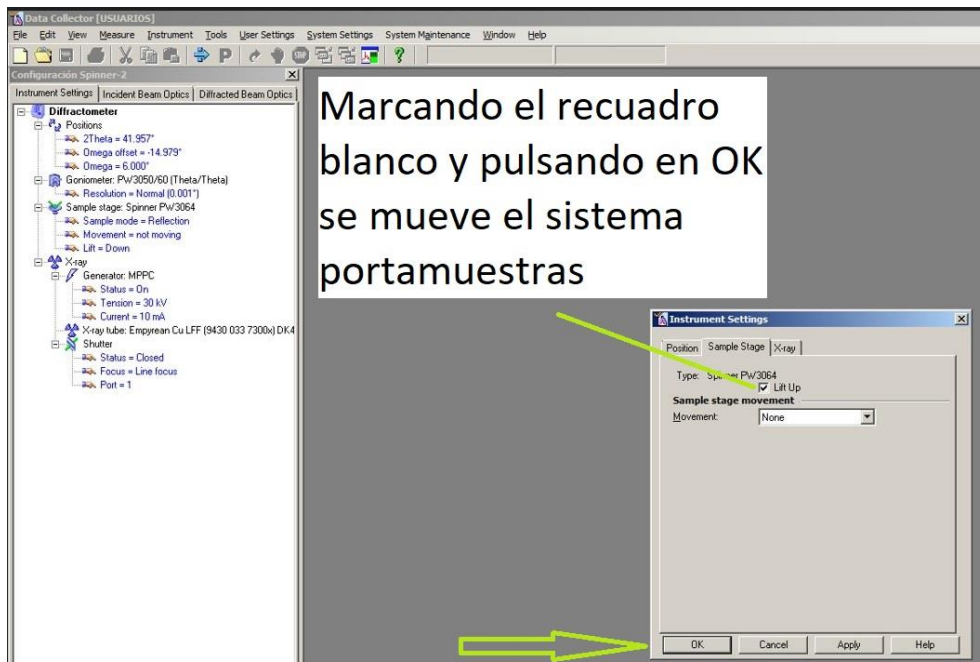 Data Collector [USUARIOS]
File Edit View Measure Instrument Tools User Settings System Settings System Maintenance Window Help
Configuración Spinner-2
Instrument Settings Incident Beam Optics Diffracted Beam Optics
Diffractometer
Positions
2Theta = 41.957°
Omega offset = -14.979°
Omega = 6.000°
Goniometer: PW3050/60 (Theta/Theta)
Resolution = Normal (0.001°)
Sample stage: Spinner PW3064
Sample mode = Reflection
Movement = not moving
Lift = Down
X-ray
Generator: MPPC
Status = On
Tension = 30 kV
Current = 10 mA
X-ray tube: Empyrean Cu LFF (9430 033 7300x) DK4
Shutter
Status = Closed
Focus = Line focus
Port = 1
Marcando el recuadro
blanco y pulsando en OK
se mueve el sistema
portamuestras
Instrument Settings
Position Sample Stage X-ray
Type: Spinner PW3064
Lift Up
Sample stage movement
Movement: None
OK Cancel Apply Help